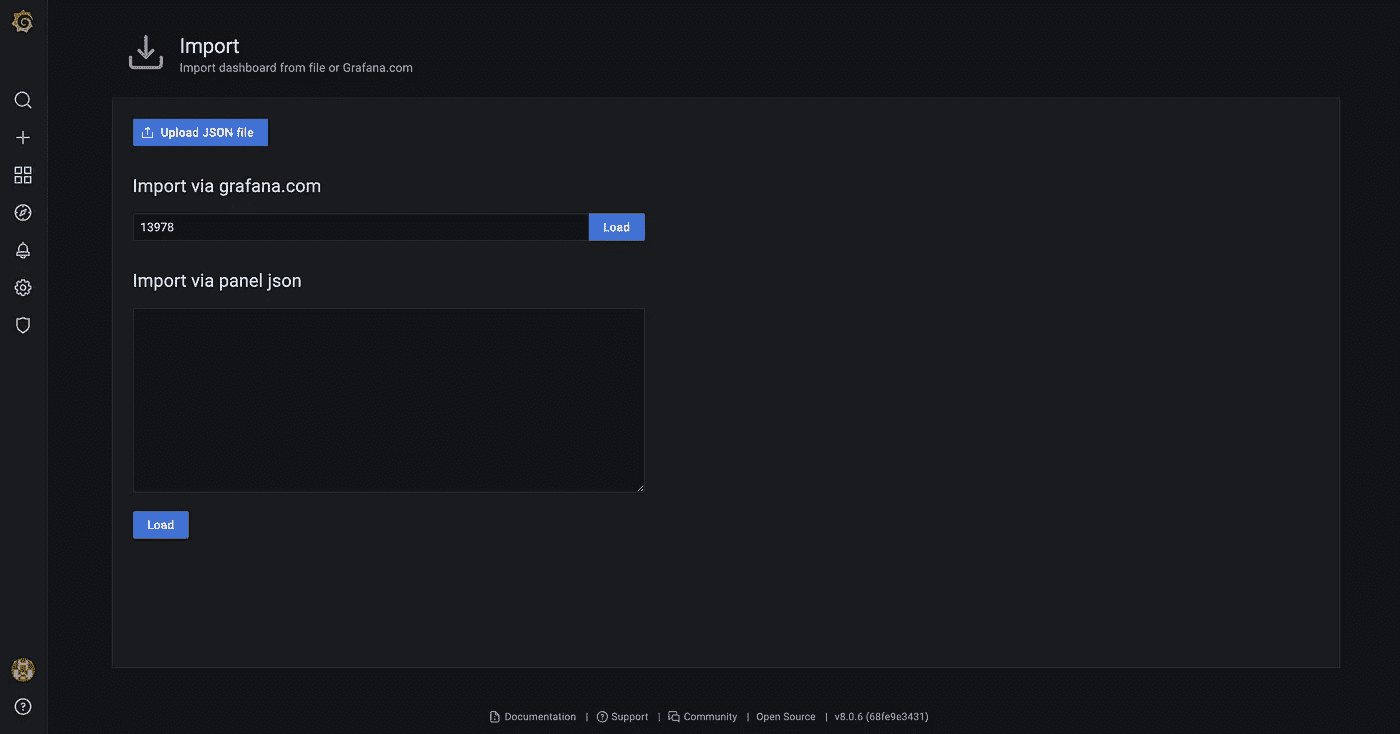 Import
Import dashboard from file or Grafana.com
Upload JSON file
Import via grafana.com
13978 Load
Import via panel json
Load
Documentation | Support | Community | Open Source | v8.0.6 (68fe9e3431)